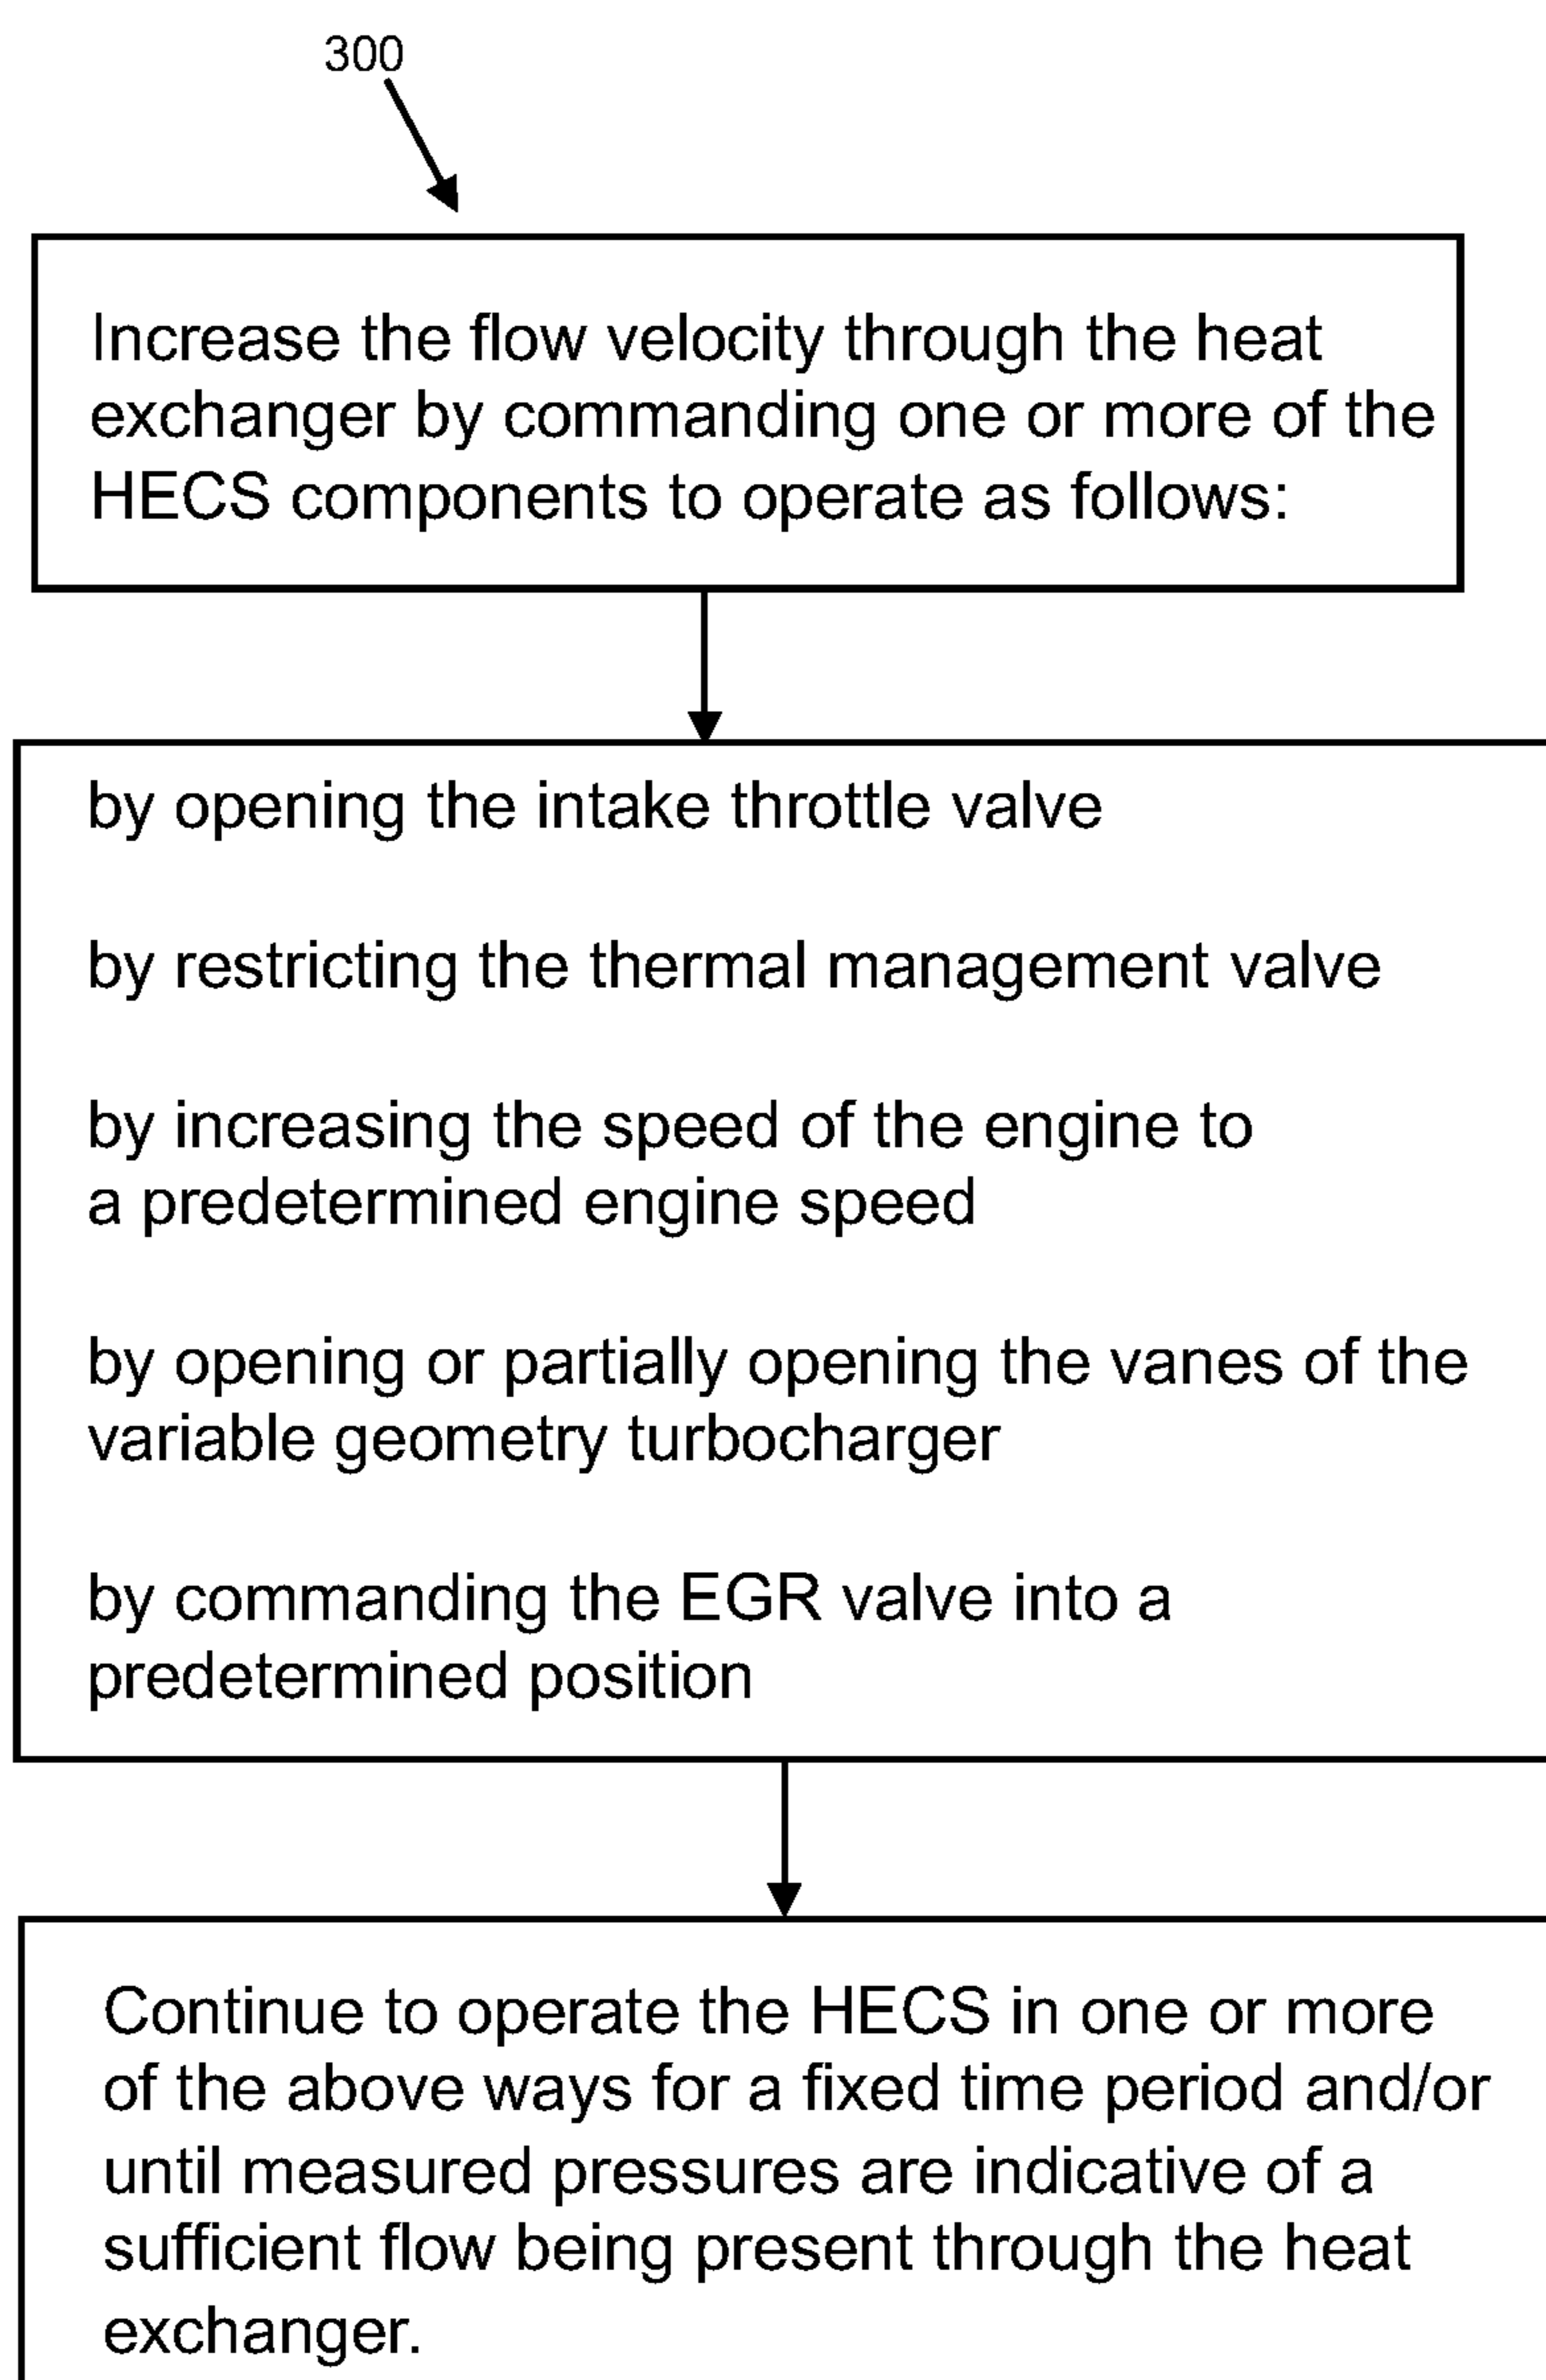 300
Increase the flow velocity through the heat
exchanger by commanding one or more of the
HECS components to operate as follows:
by opening the intake throttle valve
by restricting the thermal management valve
by increasing the speed of the engine to
a predetermined engine speed
by opening or partially opening the vanes of the
variable geometry turbocharger
by commanding the EGR valve into a
predetermined position
Continue to operate the HECS in one or more
of the above ways for a fixed time period and/or
until measured pressures are indicative of a
sufficient flow being present through the heat
exchanger.